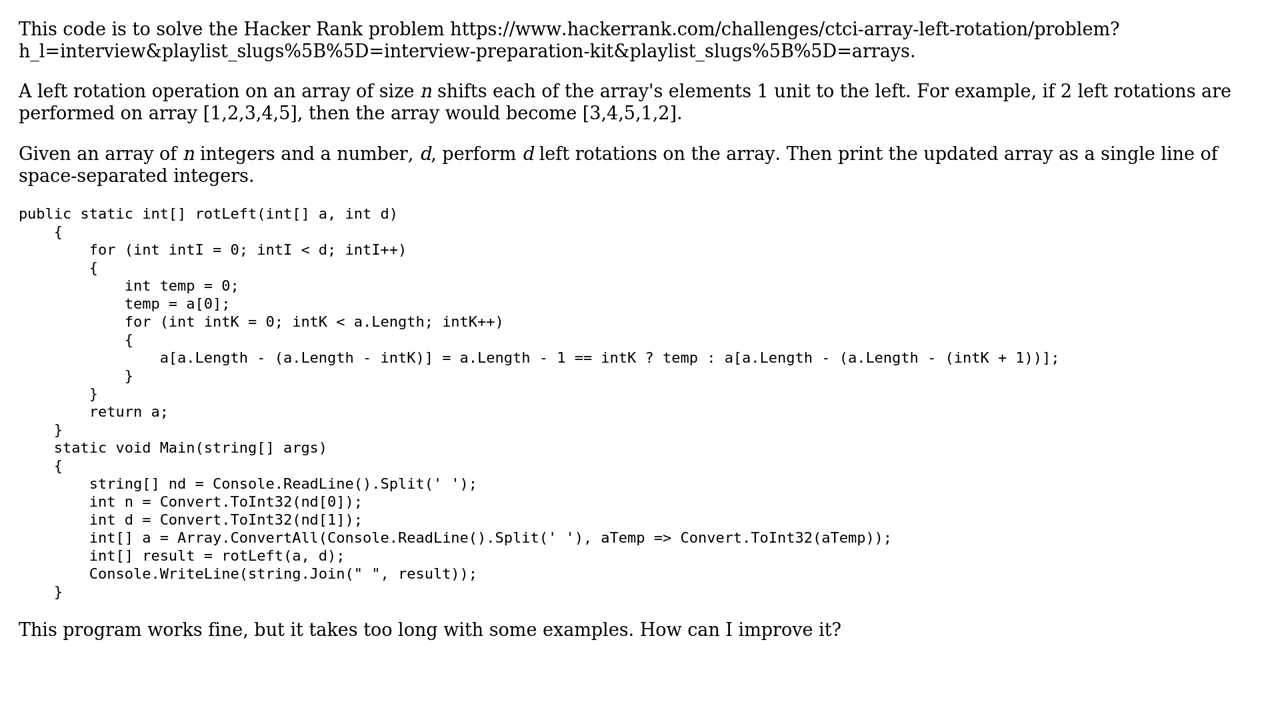 This code is to solve the Hacker Rank problem https://www.hackerrank.com/challenges/ctci-array-left-rotation/problem?
h_l=interview&playlist_slugs%5B%5D=interview-preparation-kit&playlist_slugs%5B%5D=arrays.
A left rotation operation on an array of size n shifts each of the array's elements 1 unit to the left. For example, if 2 left rotations are
performed on array [1,2,3,4,5], then the array would become [3,4,5,1,2].
Given an array of n integers and a number, d, perform d left rotations on the array. Then print the updated array as a single line of
space-separated integers.
public static int[] rotLeft(int[] a, int d)
    {
        for (int intI = 0; intI < d; intI++)
        {
            int temp = 0;
            temp = a[0];
            for (int intK = 0; intK < a.Length; intK++)
            {
                a[a.Length - (a.Length - intK)] = a.Length - 1 == intK ? temp : a[a.Length - (a.Length - (intK + 1))];
            }
        }
        return a;
    }
    static void Main(string[] args)
    {
        string[] nd = Console.ReadLine().Split(' ');
        int n = Convert.ToInt32(nd[0]);
        int d = Convert.ToInt32(nd[1]);
        int[] a = Array.ConvertAll(Console.ReadLine().Split(' '), aTemp => Convert.ToInt32(aTemp));
        int[] result = rotLeft(a, d);
        Console.WriteLine(string.Join(" ", result));
    }
This program works fine, but it takes too long with some examples. How can I improve it?